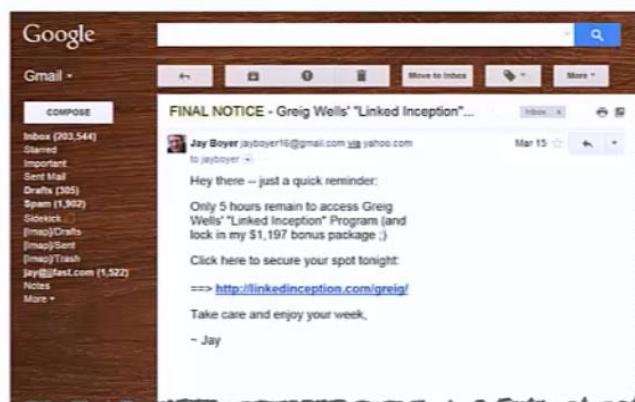 Google
Gmail
Move to Inbox
More
COMPOSE
FINAL NOTICE - Greig Wells' "Linked Inception"...
Inbox x
Inbox (203,544)
Starred
Important
Sent Mail
Drafts (305)
Spam (1,902)
Sidekick
[Imap]/Drafts
[Imap]/Sent
[Imap]/Trash
jay@jjfast.com (1,522)
Notes
More
Jay Boyer jayboyer16@gmail.com via yahoo.com
Mar 15
to jayboyer
Hey there -- just a quick reminder:
Only 5 hours remain to access Greig
Wells' "Linked Inception" Program (and
lock in my $1,197 bonus package ;)
Click here to secure your spot tonight:
==> http://linkedinception.com/greig/
Take care and enjoy your week,
~ Jay